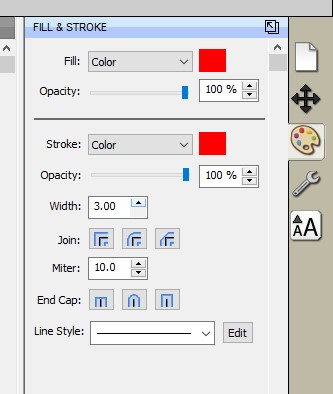 FILL & STROKE
Fill: Color
Opacity: 100 %
Stroke: Color
Opacity: 100 %
Width: 3.00
Join:
Miter: 10.0
End Cap:
Line Style: Edit
AA